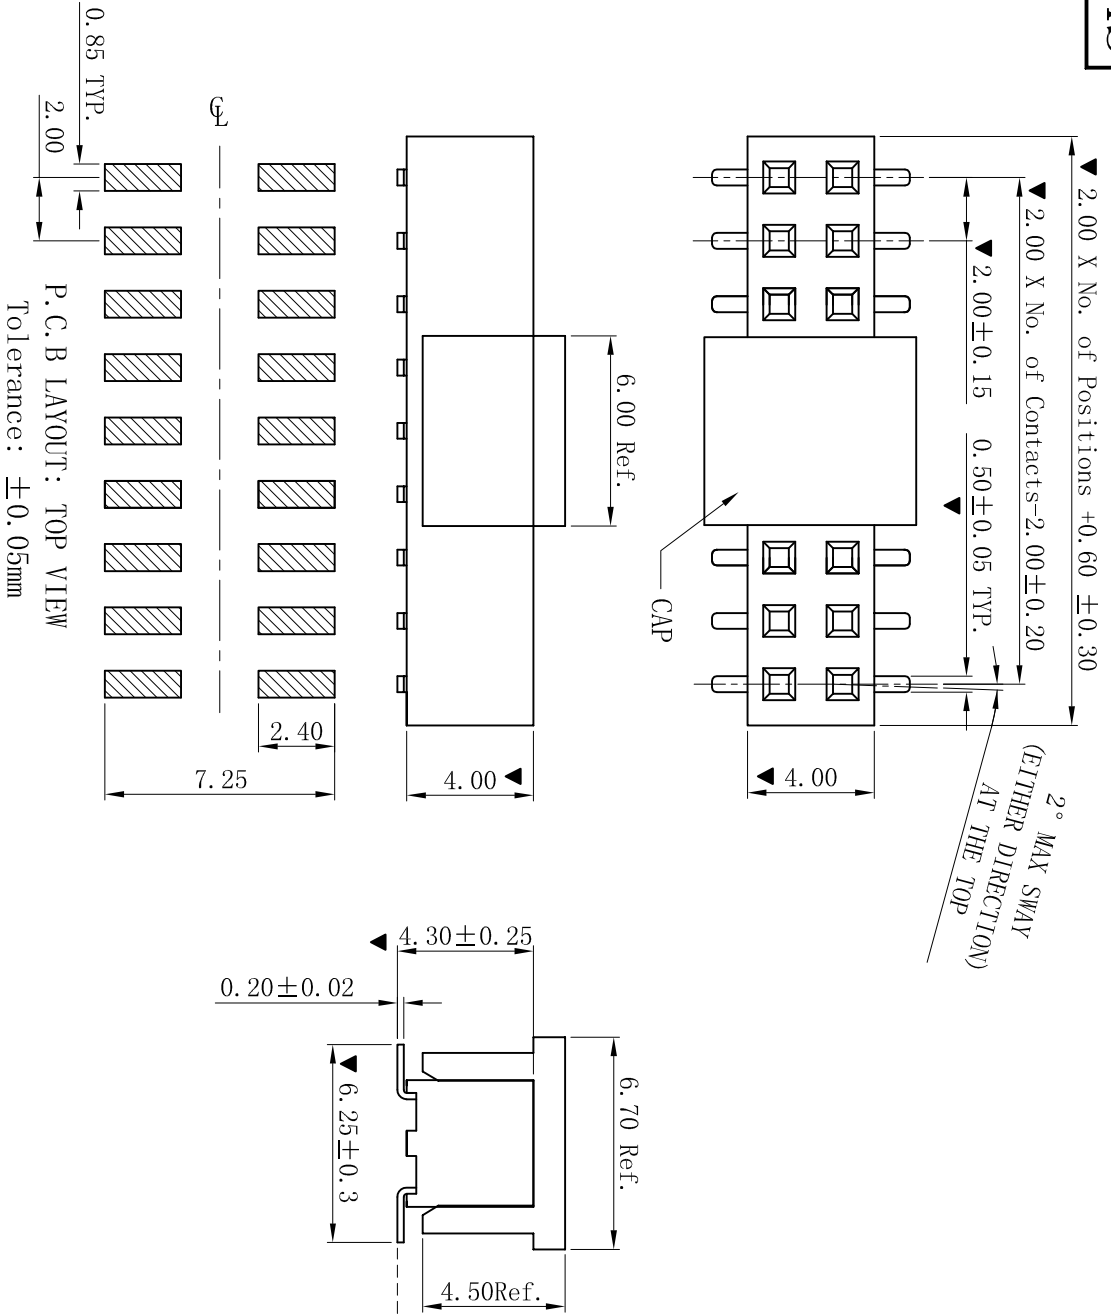 ▼ 2.00 X No. of Positions +0.60 ±0.30
▼ 2.00 X No. of Contacts-2.00±0.20
▼ 2.00±0.15
0.50±0.05 TYP.
▼
2° MAX SWAY
(EITHER DIRECTION)
AT THE TOP
4.00
CAP
6.00 Ref.
4.00
0.85 TYP.
2.00
℄
2.40
7.25
P.C.B LAYOUT: TOP VIEW
Tolerance: ±0.05mm
4.30±0.25
0.20±0.02
6.70 Ref.
▼ 6.25±0.3
4.50Ref.